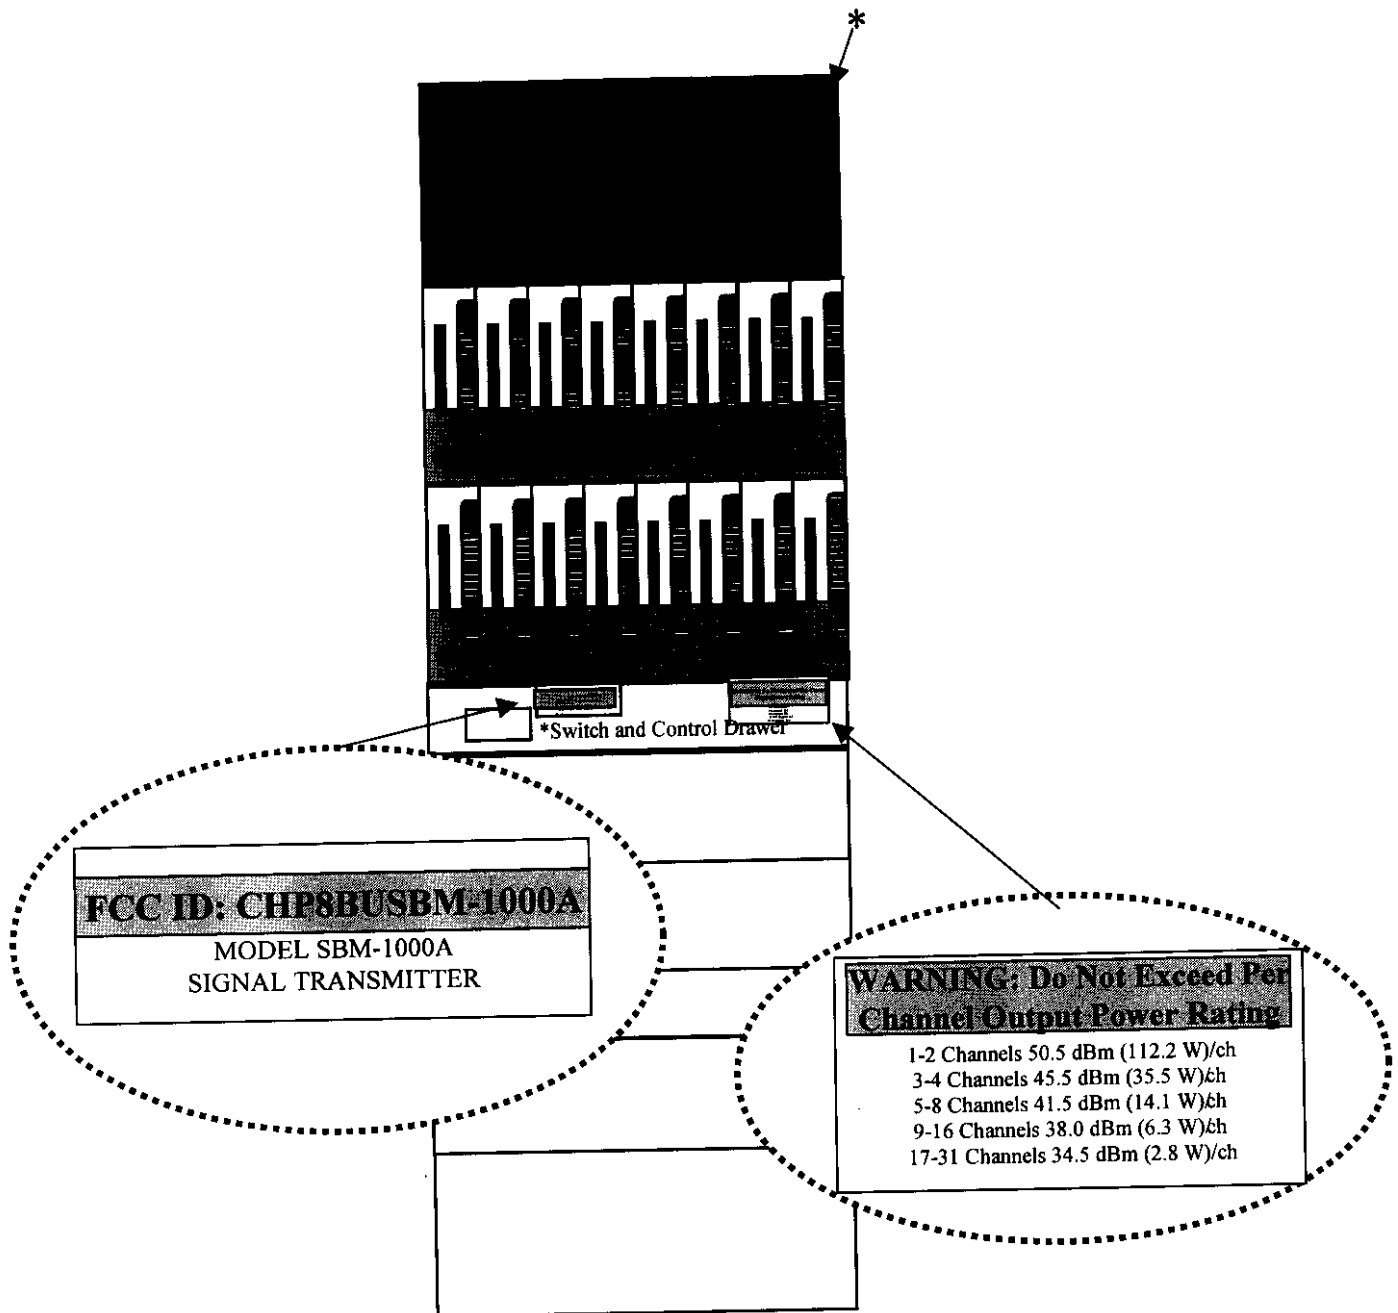 *
*Switch and Control Drawer
FCC ID: CHP8BUSBM-1000A
MODEL SBM-1000A
SIGNAL TRANSMITTER
WARNING: Do Not Exceed Per
Channel Output Power Rating
1-2 Channels 50.5 dBm (112.2 W)/ch
3-4 Channels 45.5 dBm (35.5 W)/ch
5-8 Channels 41.5 dBm (14.1 W)/ch
9-16 Channels 38.0 dBm (6.3 W)/ch
17-31 Channels 34.5 dBm (2.8 W)/ch